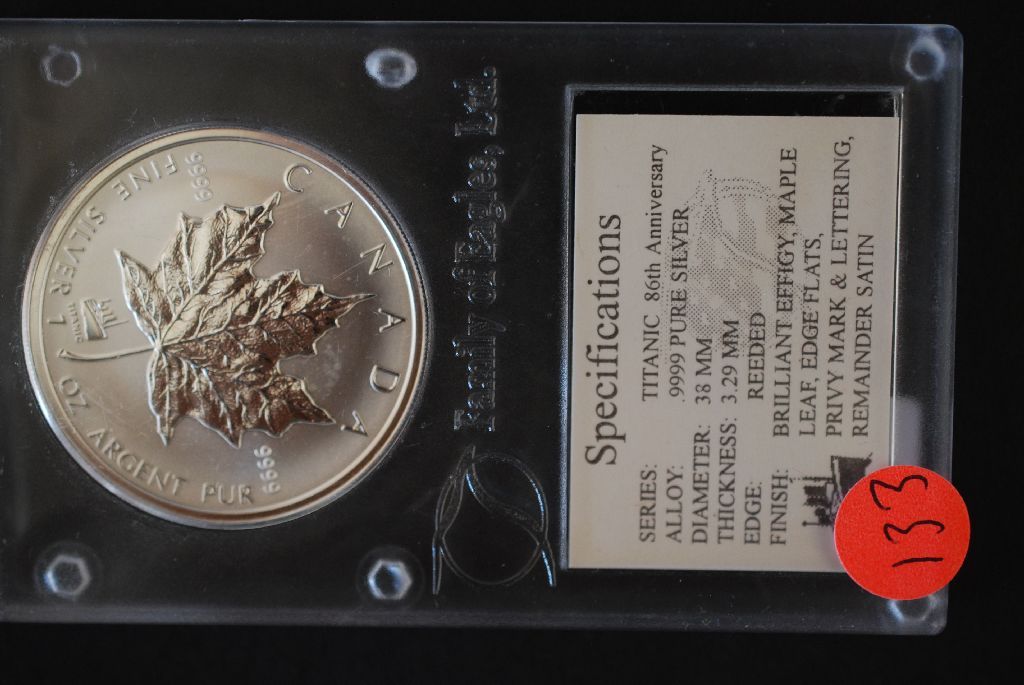 CANADA
9999
9999
FINE SILVER 1 OZ ARGENT PUR
TITANIC
Family of Eagles, Ltd.
Specifications
SERIES: TITANIC 86th Anniversary
ALLOY: .9999 PURE SILVER
DIAMETER: 38 MM
THICKNESS: 3.29 MM
EDGE: REEDED
FINISH: BRILLIANT EFFIGY, MAPLE
LEAF, EDGE FLATS,
PRIVY MARK & LETTERING,
REMAINDER SATIN
133